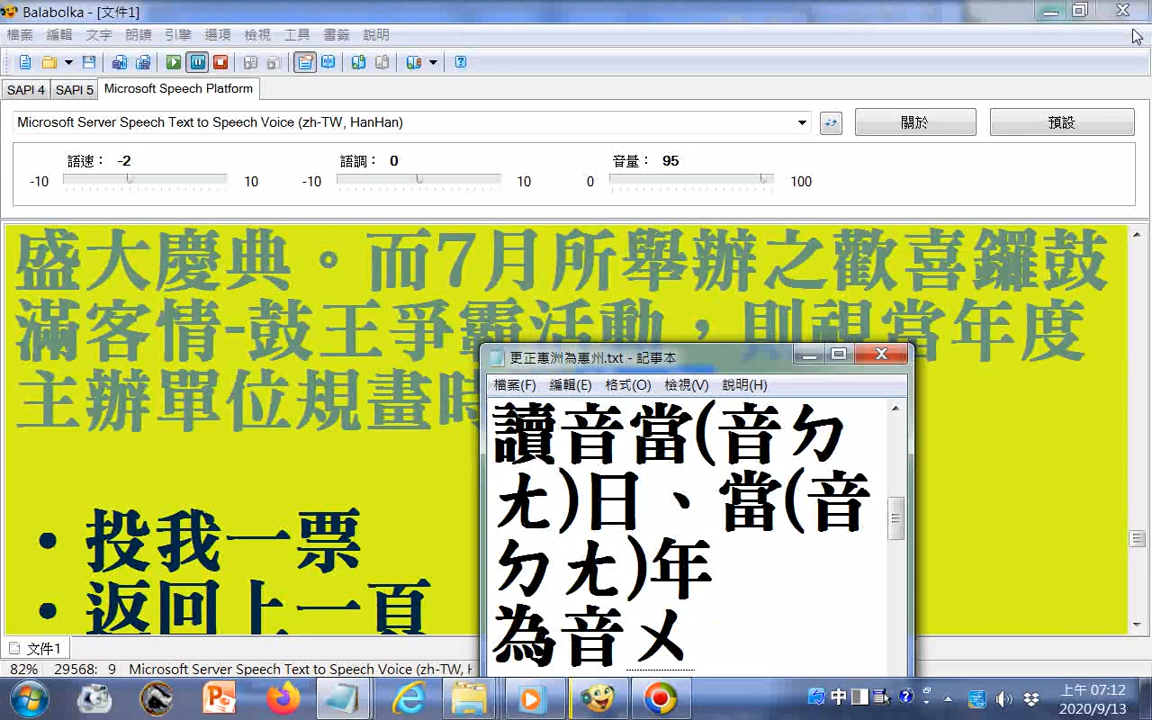 Balabolka - [文件1]
檔案 編輯 文字 朗讀 引擎 選項 檢視 工具 書籤 說明
SAPI 4 SAPI 5 Microsoft Speech Platform
Microsoft Server Speech Text to Speech Voice (zh-TW, HanHan) 關於 預設
語速： -2 語調： 0 音量： 95
-10 10 -10 10 0 100
盛大慶典。而7月所舉辦之歡喜鑼鼓
滿客情-鼓王爭霸活動，則視當年度
主辦單位規畫時
• 投我一票
• 返回上一頁
更正惠洲為惠州.txt - 記事本
檔案(F) 編輯(E) 格式(O) 檢視(V) 說明(H)
讀音當(音ㄉ
ㄤ)日、當(音
ㄉㄤ)年
為音ㄨ
文件1
82% 29568: 9 Microsoft Server Speech Text to Speech Voice (zh-TW, H
中
上午 07:12
2020/9/13